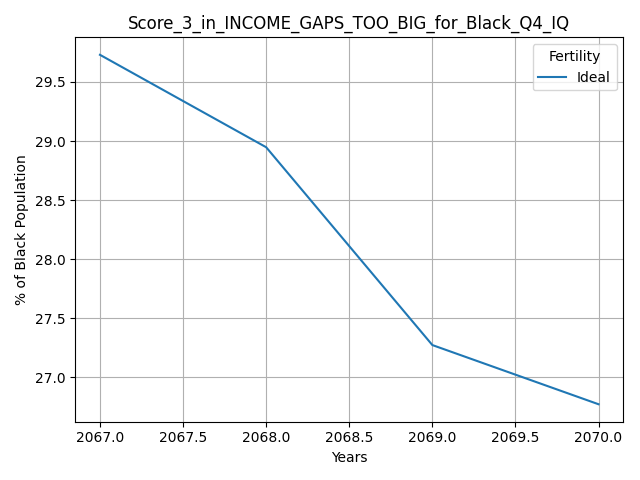 Score_3_in_INCOME_GAPS_TOO_BIG_for_Black_Q4_IQ
Fertility
Ideal
29.5
29.0
28.5
28.0
27.5
27.0
% of Black Population
2067.0 2067.5 2068.0 2068.5 2069.0 2069.5 2070.0
Years